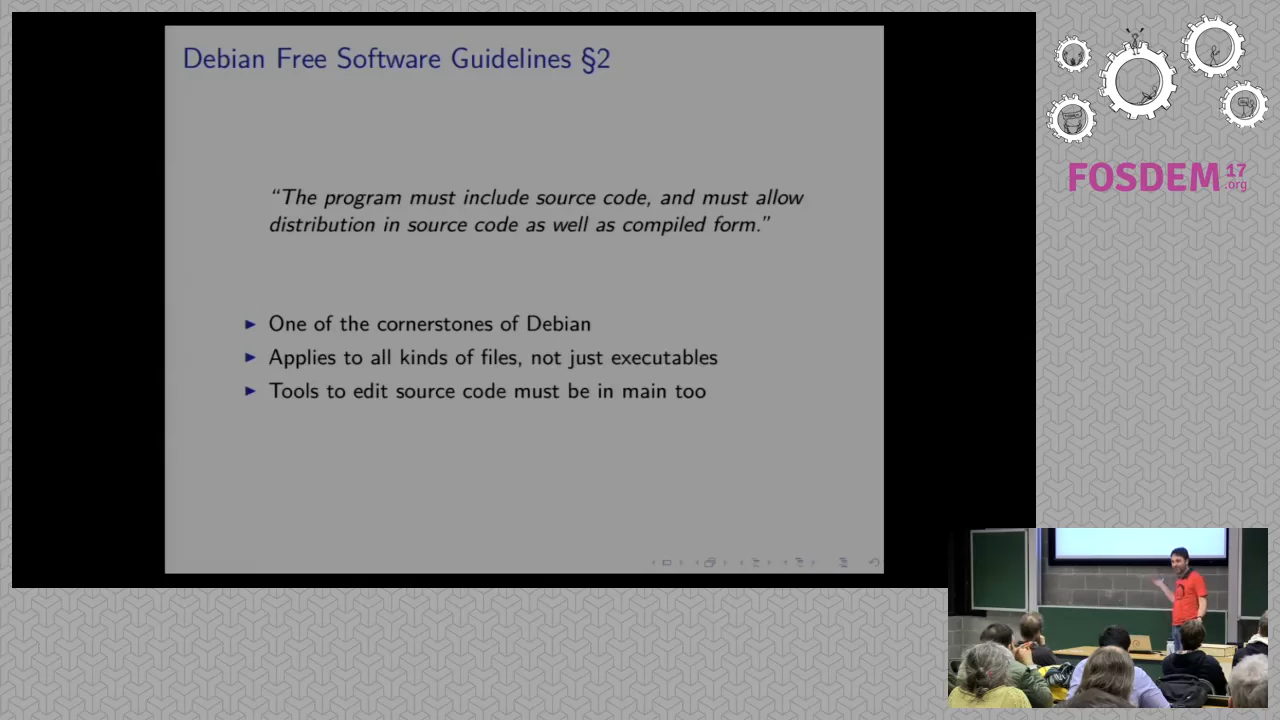 Debian Free Software Guidelines §2
“The program must include source code, and must allow
distribution in source code as well as compiled form.”
One of the cornerstones of Debian
Applies to all kinds of files, not just executables
Tools to edit source code must be in main too
FOSDEM 17
.org